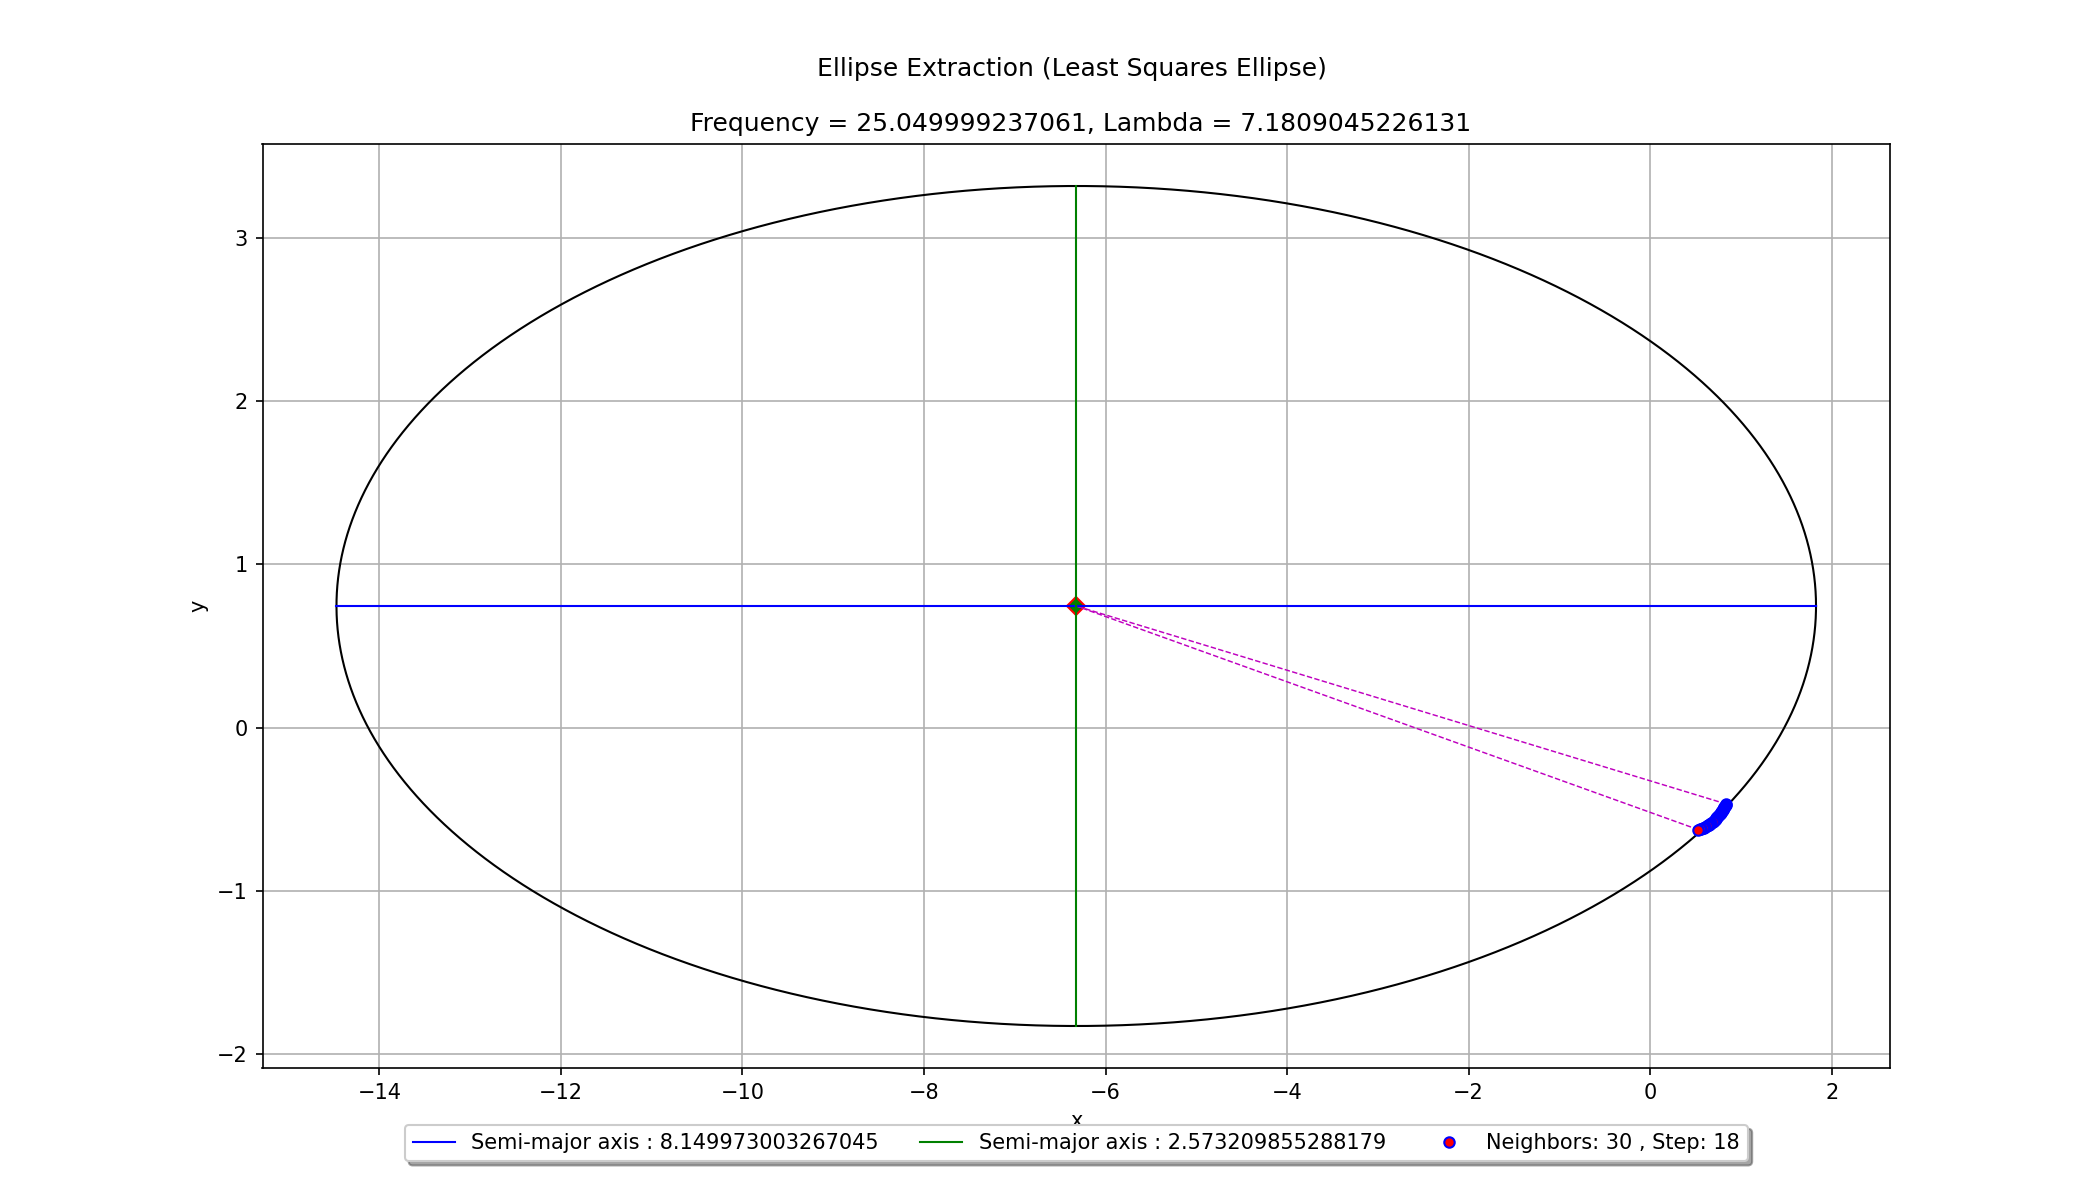 Ellipse Extraction (Least Squares Ellipse)
Frequency = 25.049999237061, Lambda = 7.1809045226131
3
2
1
0
−1
−2
y
−14 −12 −10 −8 −6 −4 −2 0 2
x
Semi-major axis : 8.149973003267045 Semi-major axis : 2.573209855288179 Neighbors: 30 , Step: 18